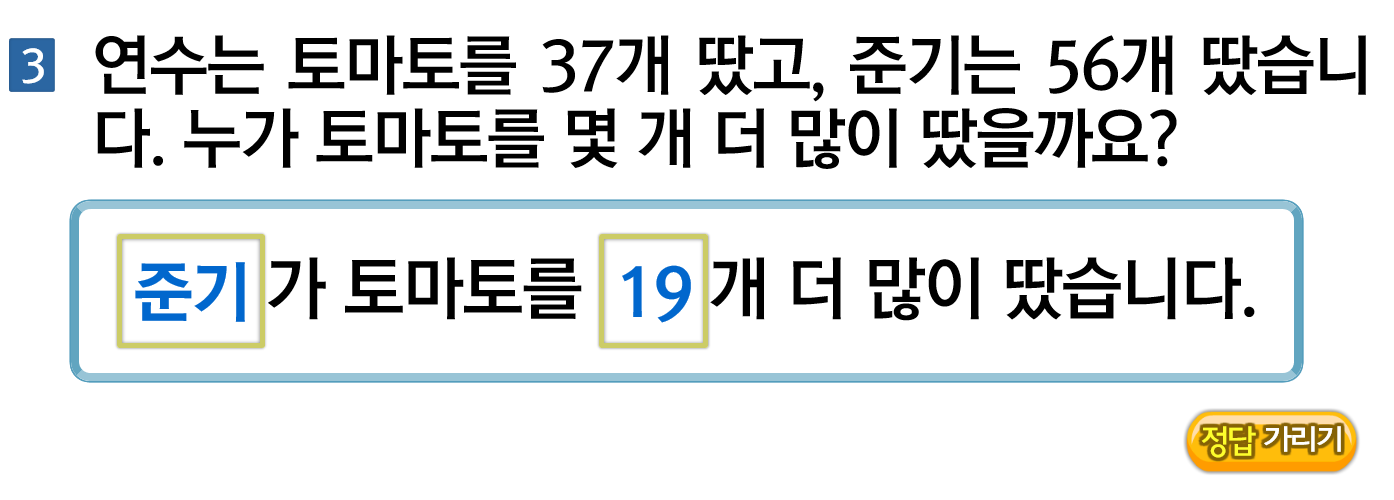 3 연수는 토마토를 37개 땄고, 준기는 56개 땄습니
다. 누가 토마토를 몇 개 더 많이 땄을까요?
준기가 토마토를 19개 더 많이 땄습니다.
정답 가리기